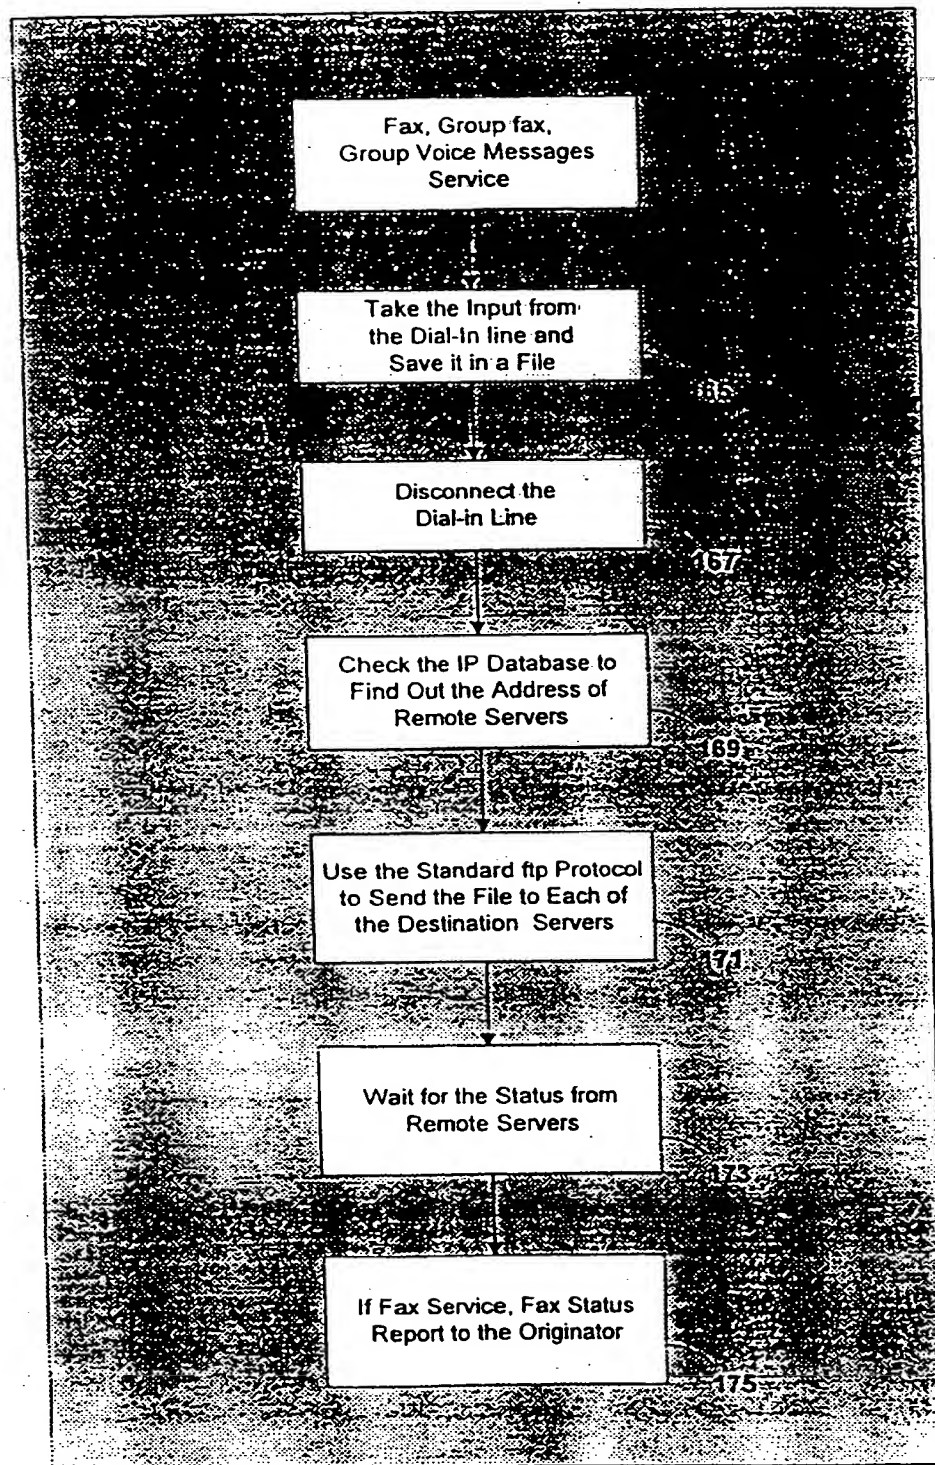 Fax, Group fax,
Group Voice Messages
Service
Take the Input from
the Dial-In line and
Save it in a File
Disconnect the
Dial-in Line
167
Check the IP Database to
Find Out the Address of
Remote Servers
169
Use the Standard ftp Protocol
to Send the File to Each of
the Destination Servers
171
Wait for the Status from
Remote Servers
173
If Fax Service, Fax Status
Report to the Originator
175